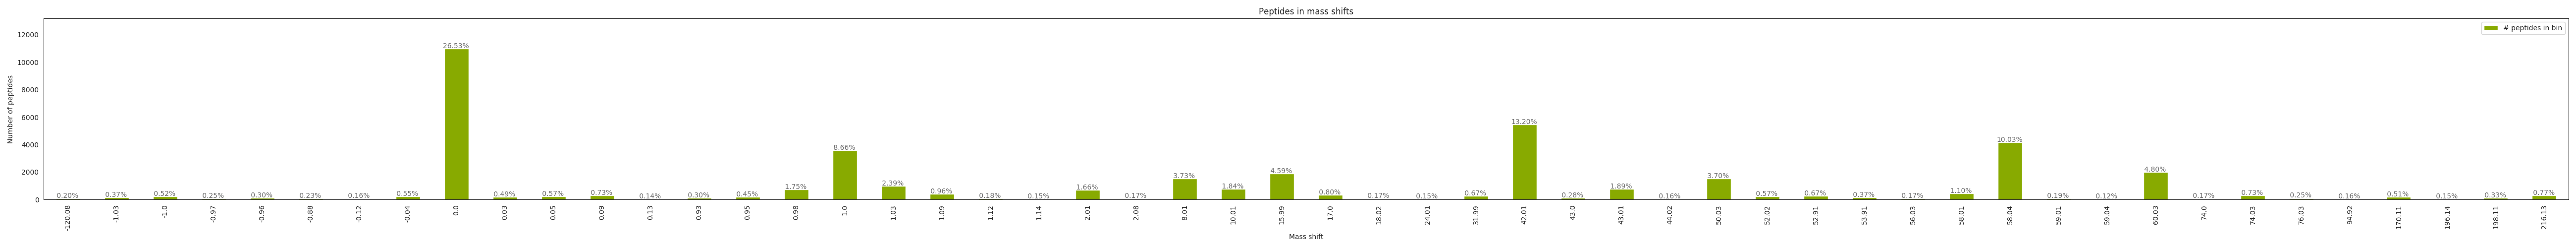 Peptides in mass shifts
# peptides in bin
Number of peptides
12000
10000
8000
6000
4000
2000
0
0.20% 0.37% 0.52% 0.25% 0.30% 0.23% 0.16% 0.55% 26.53% 0.49% 0.57% 0.73% 0.14% 0.30% 0.45% 1.75% 8.66% 2.39% 0.96% 0.18% 0.15% 1.66% 0.17% 3.73% 1.84% 4.59% 0.80% 0.17% 0.15% 0.67% 13.20% 0.28% 1.89% 0.16% 3.70% 0.57% 0.67% 0.37% 0.17% 1.10% 10.03% 0.19% 0.12% 4.80% 0.17% 0.73% 0.25% 0.16% 0.51% 0.15% 0.33% 0.77%
-120.08 -1.03 -1.0 -0.97 -0.96 -0.88 -0.12 -0.04 0.0 0.03 0.05 0.09 0.13 0.93 0.95 0.98 1.0 1.03 1.09 1.12 1.14 2.01 2.08 8.01 10.01 15.99 17.0 18.02 24.01 31.99 42.01 43.0 43.01 44.02 50.03 52.02 52.91 53.91 56.03 58.01 58.04 59.01 59.04 60.03 74.0 74.03 76.03 94.92 170.11 196.14 198.11 216.13
Mass shift